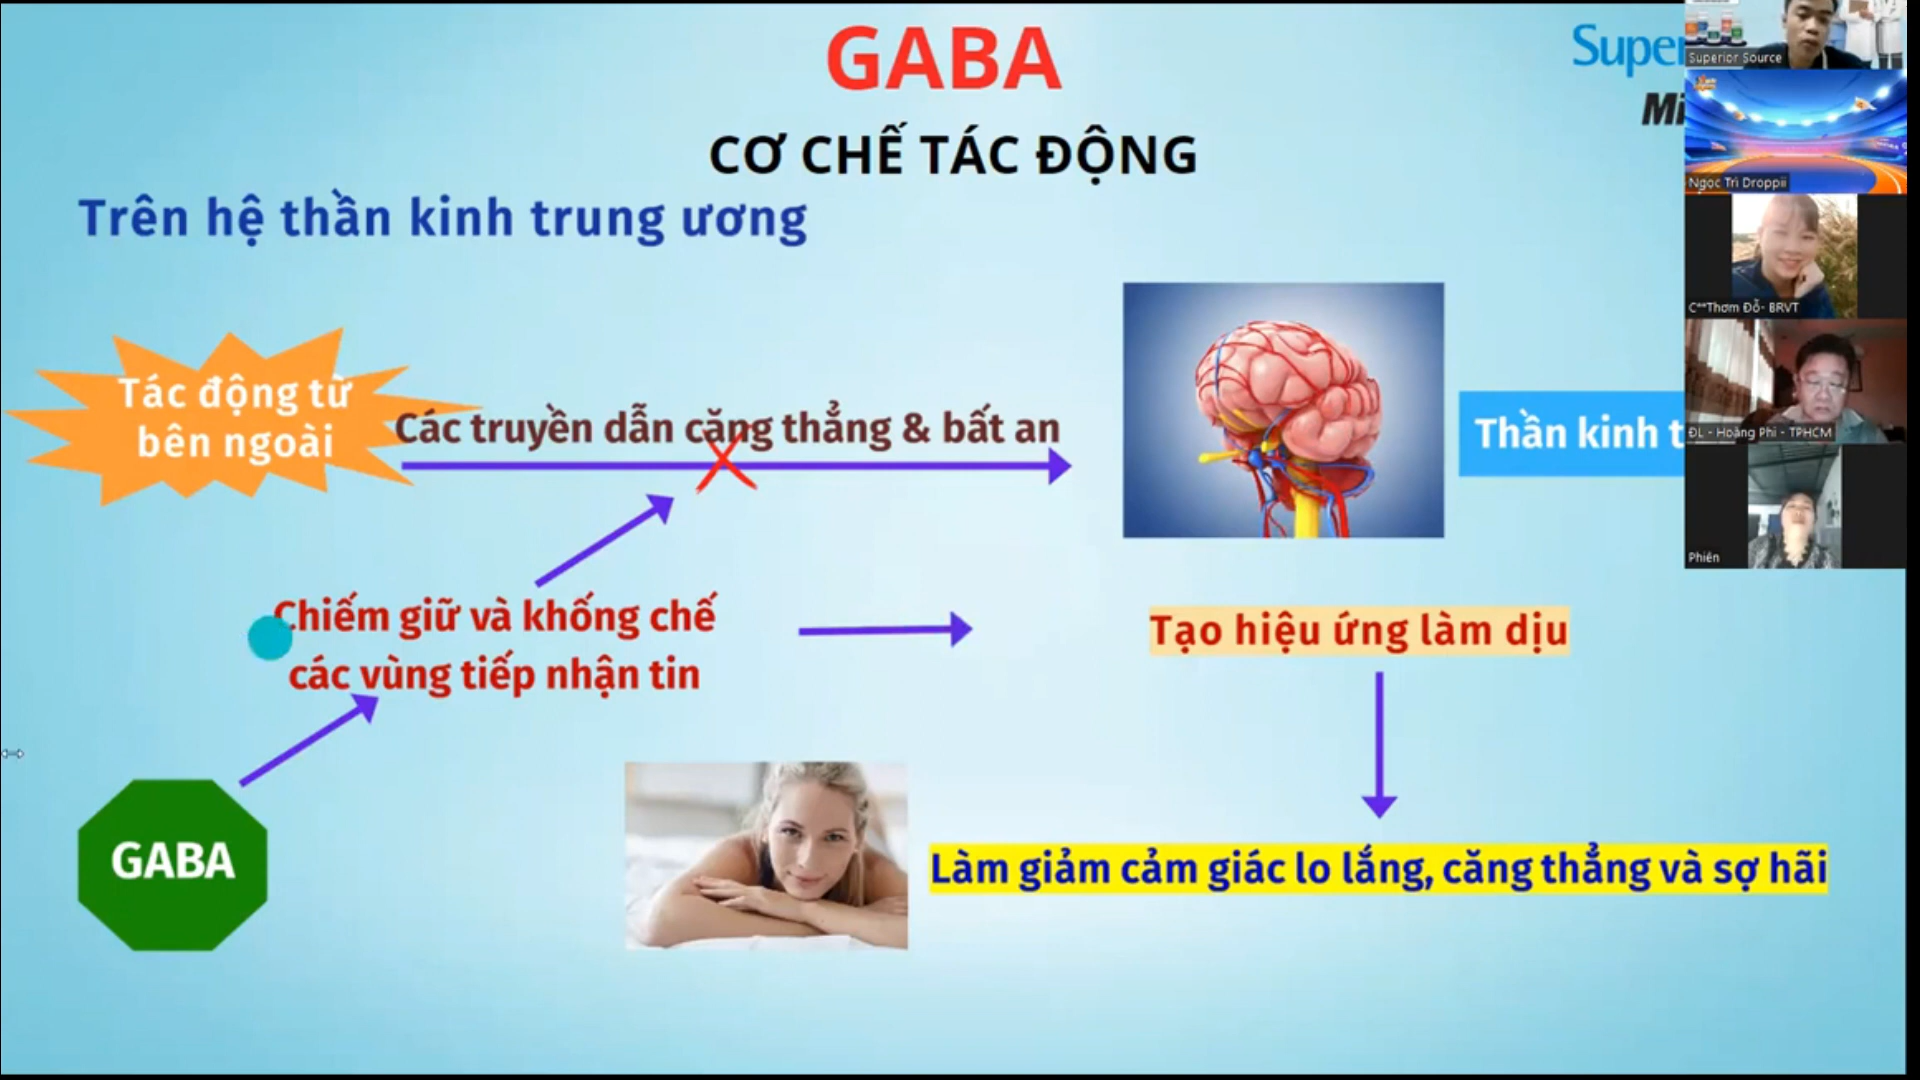 GABA
Super
Mi
CƠ CHẾ TÁC ĐỘNG
Trên hệ thần kinh trung ương
Tác động từ
bên ngoài
Các truyền dẫn căng thẳng & bất an
Thần kinh t
Chiếm giữ và khống chế
các vùng tiếp nhận tin
Tạo hiệu ứng làm dịu
GABA
Làm giảm cảm giác lo lắng, căng thẳng và sợ hãi
Superior Source
Ngọc Trì Droppii
C**Thơm Đỗ- BRVT
ĐL - Hoàng Phi - TPHCM
Phiên